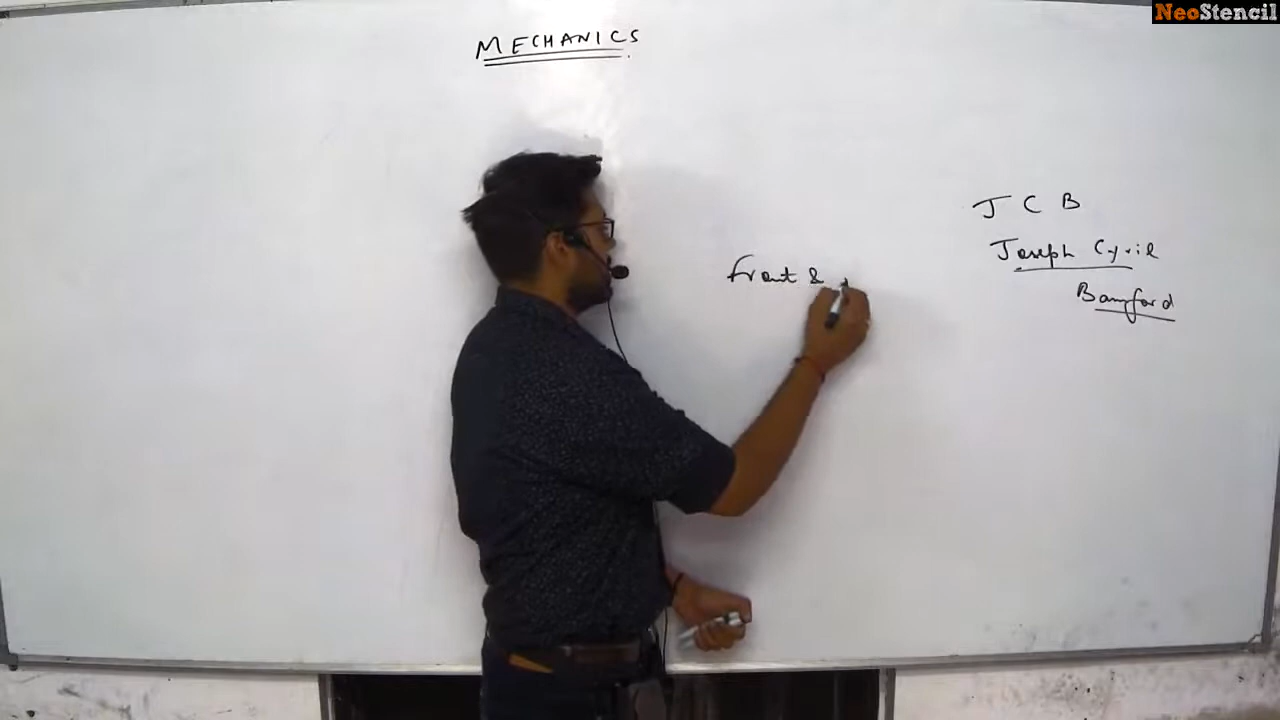 NeoStencil
MECHANICS
J C B
Joseph Cyril
Bamford
Front &